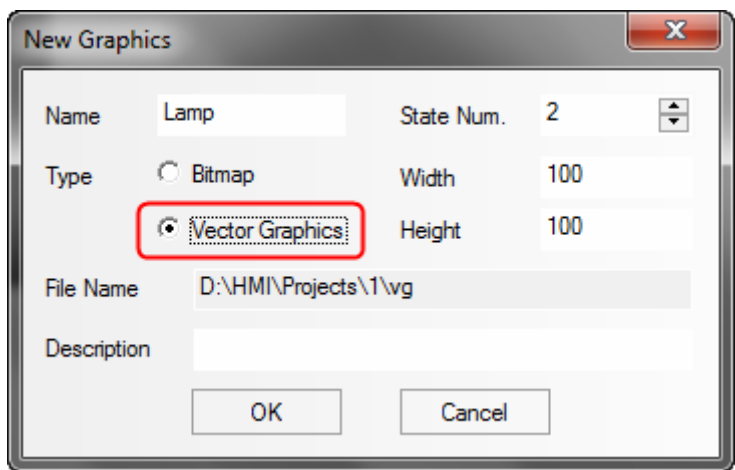 New Graphics
Name Lamp State Num. 2
Type Bitmap Width 100
Vector Graphics Height 100
File Name D:\HMI\Projects\1\vg
Description
OK Cancel